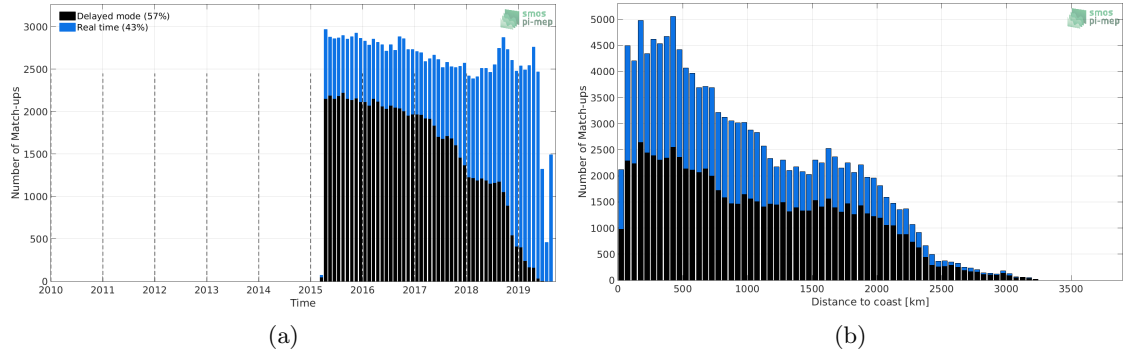 Delayed mode (57%)
Real time (43%)
smos
pi-mep
3000
2500
2000
1500
1000
500
0
Number of Match-ups
2010 2011 2012 2013 2014 2015 2016 2017 2018 2019
Time
(a)
smos
pi-mep
5000
4500
4000
3500
3000
2500
2000
1500
1000
500
0
Number of Match-ups
0 500 1000 1500 2000 2500 3000 3500
Distance to coast [km]
(b)